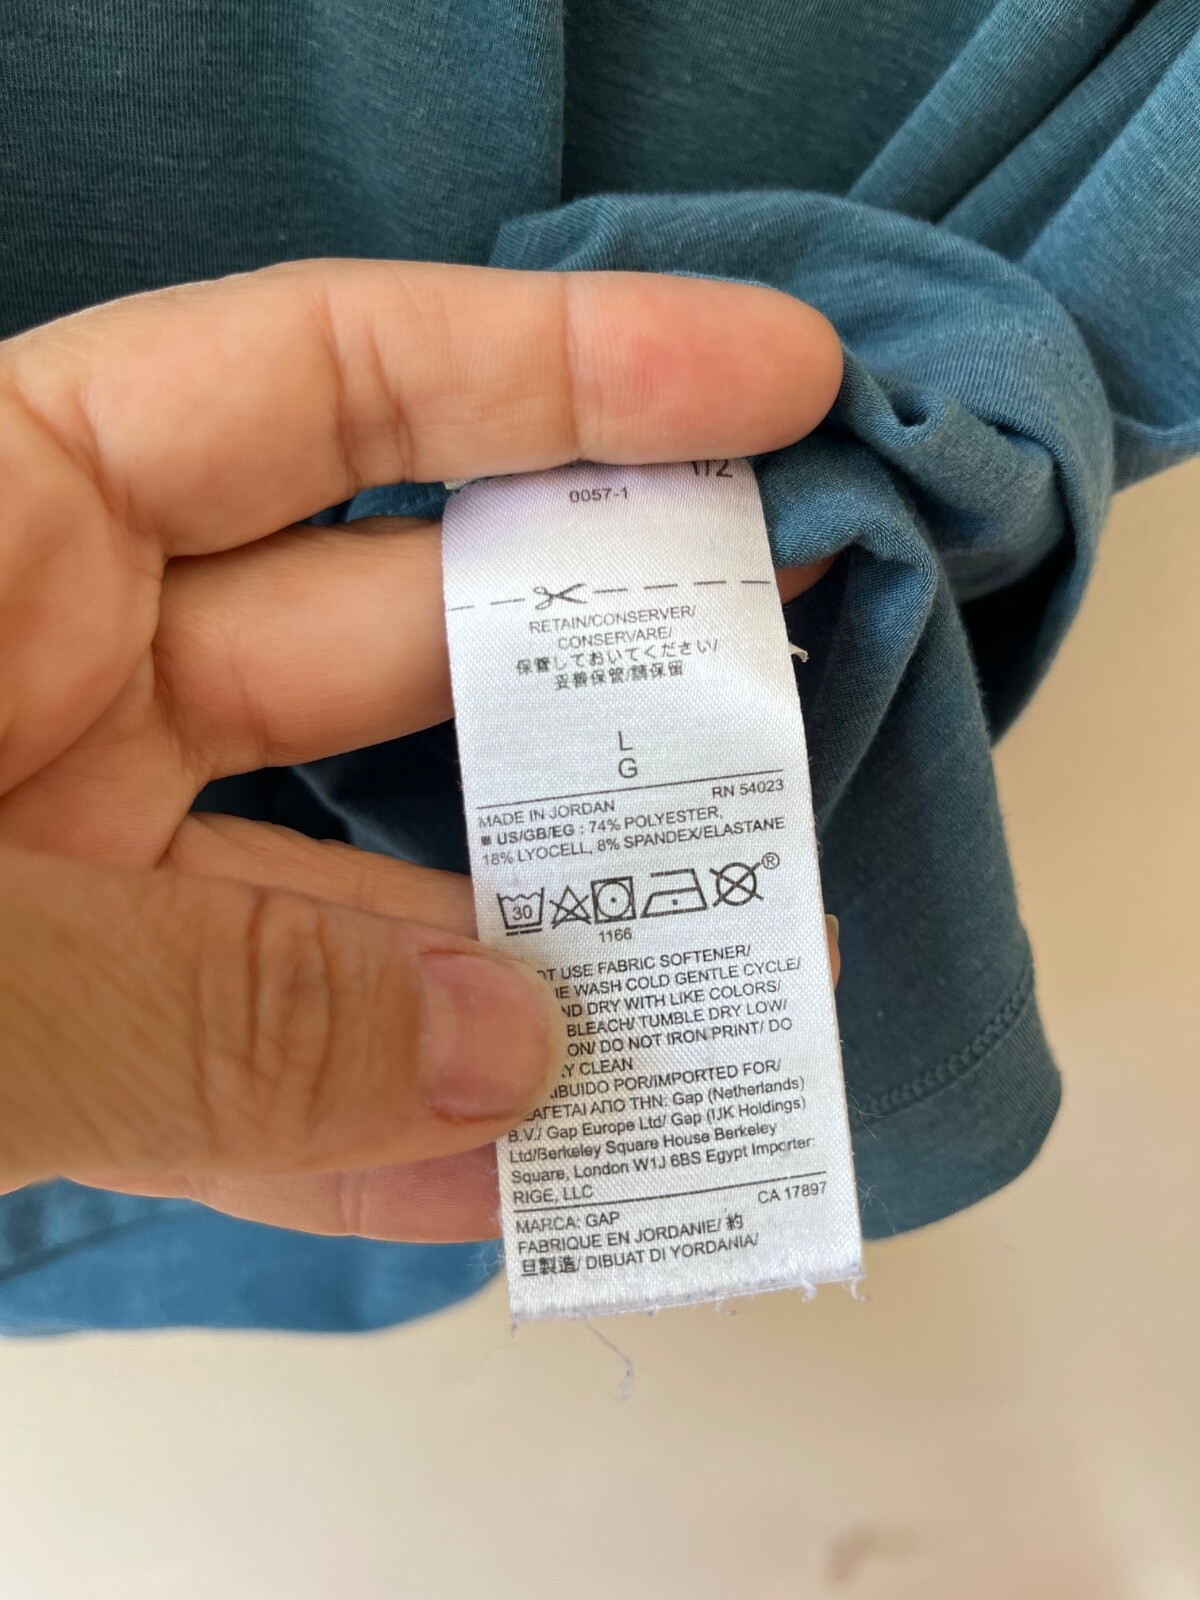 1/2
0057-1
RETAIN/CONSERVER/
CONSERVARE/
保管しておいてください/
妥善保管/請保留
L
G
RN 54023
MADE IN JORDAN
US/GB/EG : 74% POLYESTER,
18% LYOCELL, 8% SPANDEX/ELASTANE
30
®
1166
USE FABRIC SOFTENER/
WASH COLD GENTLE CYCLE/
DRY WITH LIKE COLORS/
BLEACH/ TUMBLE DRY LOW/
DO NOT IRON PRINT/ DO
CLEAN
POR/IMPORTED FOR/
ΑΠΟ ΤΗΝ: Gap (Netherlands)
B.V./ Gap Europe Ltd/ Gap (UK Holdings)
Ltd/Berkeley Square House Berkeley
Square, London W1J 6BS Egypt Importer:
RIGE, LLC
CA 17897
MARCA: GAP
FABRIQUE EN JORDANIE/ 約
旦製造/ DIBUAT DI YORDANIA/